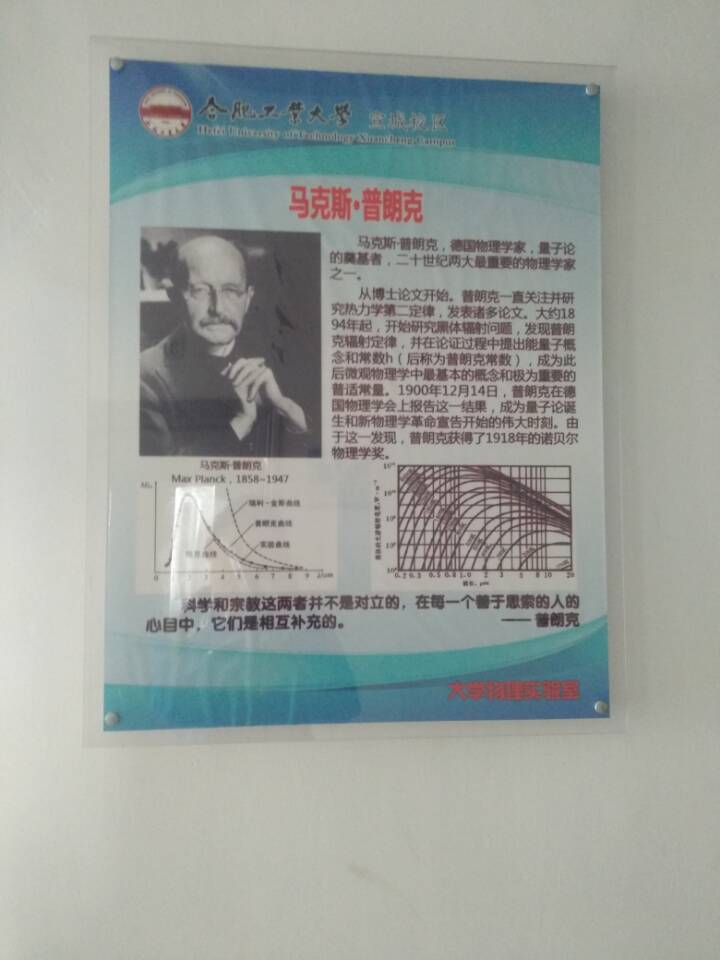 合肥工业大学 宣城校区
Hefei University of Technology Xuancheng Campus
马克斯·普朗克
马克斯·普朗克，德国物理学家，量子论
的奠基者，二十世纪两大最重要的物理学家
之一。
从博士论文开始。普朗克一直关注并研
究热力学第二定律，发表诸多论文。大约18
94年起，开始研究黑体辐射问题，发现普朗
克辐射定律，并在论证过程中提出能量子概
念和常数h（后称为普朗克常数），成为此
后微观物理学中最基本的概念和极为重要的
普适常量。1900年12月14日，普朗克在德
国物理学会上报告这一结果，成为量子论诞
生和新物理学革命宣告开始的伟大时刻。由
于这一发现，普朗克获得了1918年的诺贝尔
物理学奖。
马克斯·普朗克
Max Planck，1858~1947
瑞利-金斯曲线
普朗克曲线
实验曲线
维恩曲线
0 1 2 3 4 5 6 7 8 9 λ/μm
0.2 0.3 0.5 0.8 1.0 2 3 5 8 10 20
波长，μm
科学和宗教这两者并不是对立的，在每一个善于思索的人的
心目中，它们是相互补充的。 —— 普朗克
大学物理实验室